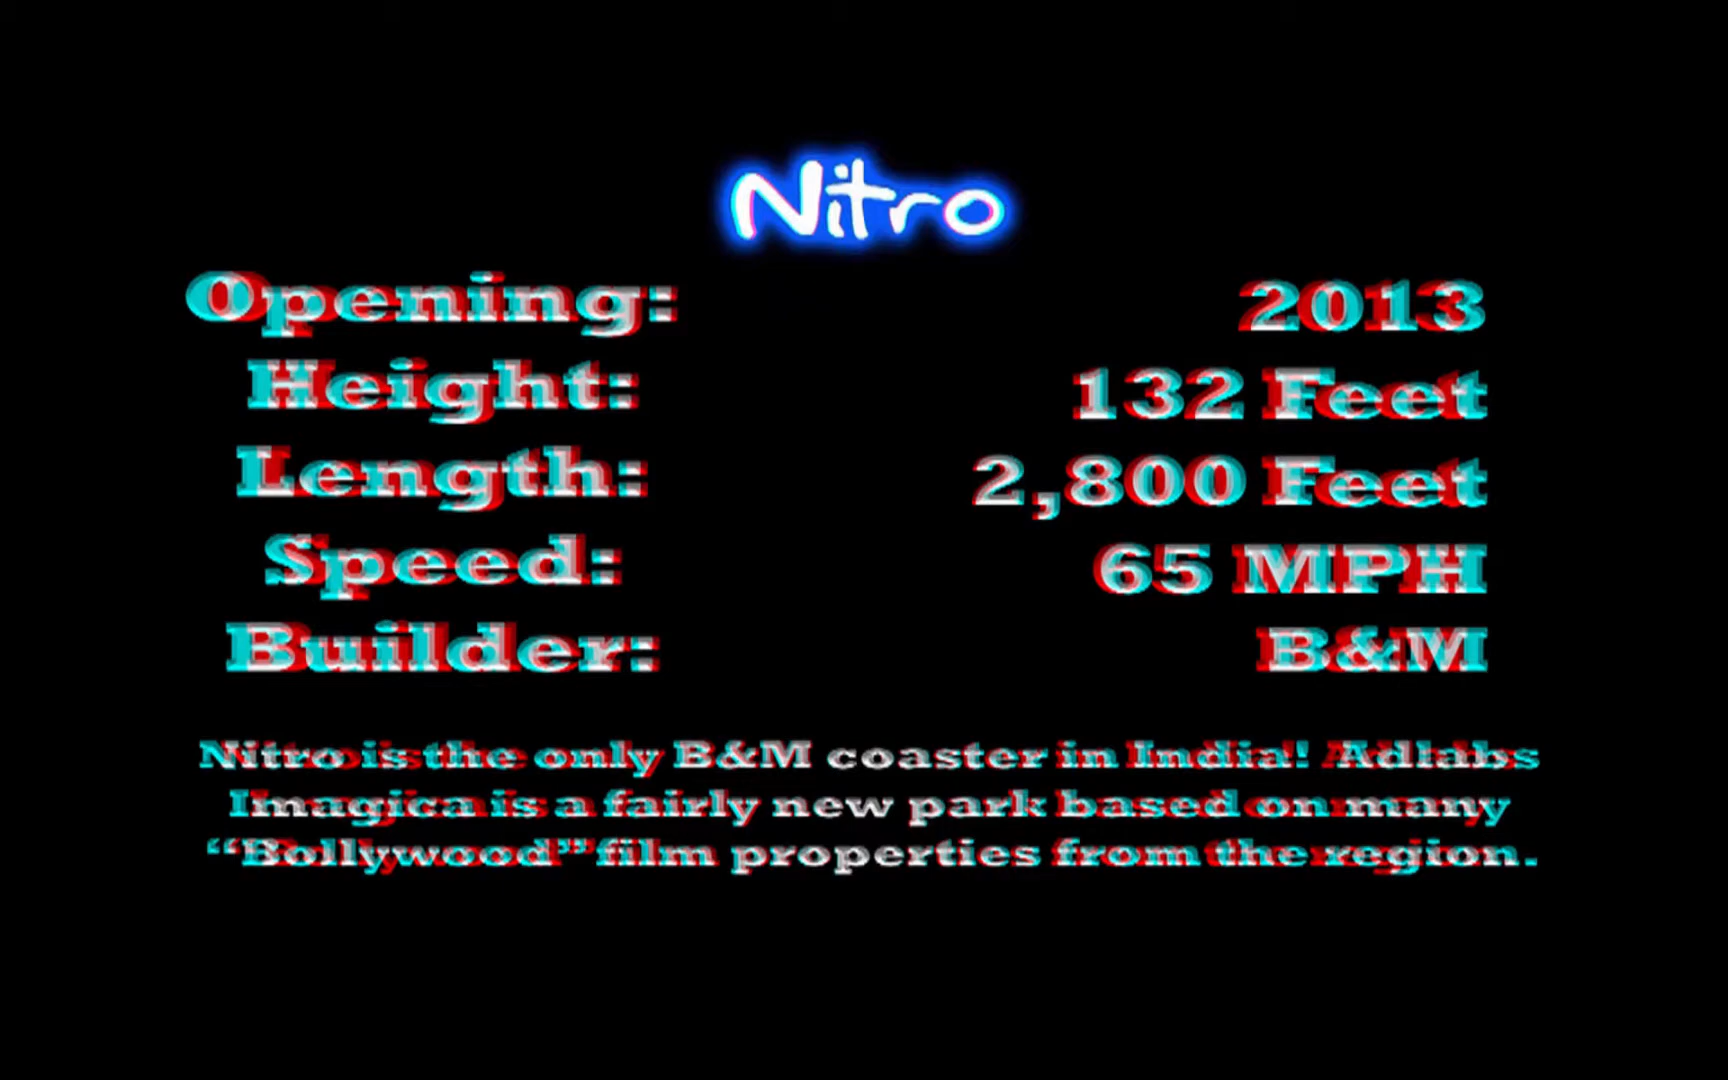 Nitro
Opening: 2013
Height: 132 Feet
Length: 2,800 Feet
Speed: 65 MPH
Builder: B&M
Nitro is the only B&M coaster in India! Adlabs
Imagica is a fairly new park based on many
“Bollywood” film properties from the region.